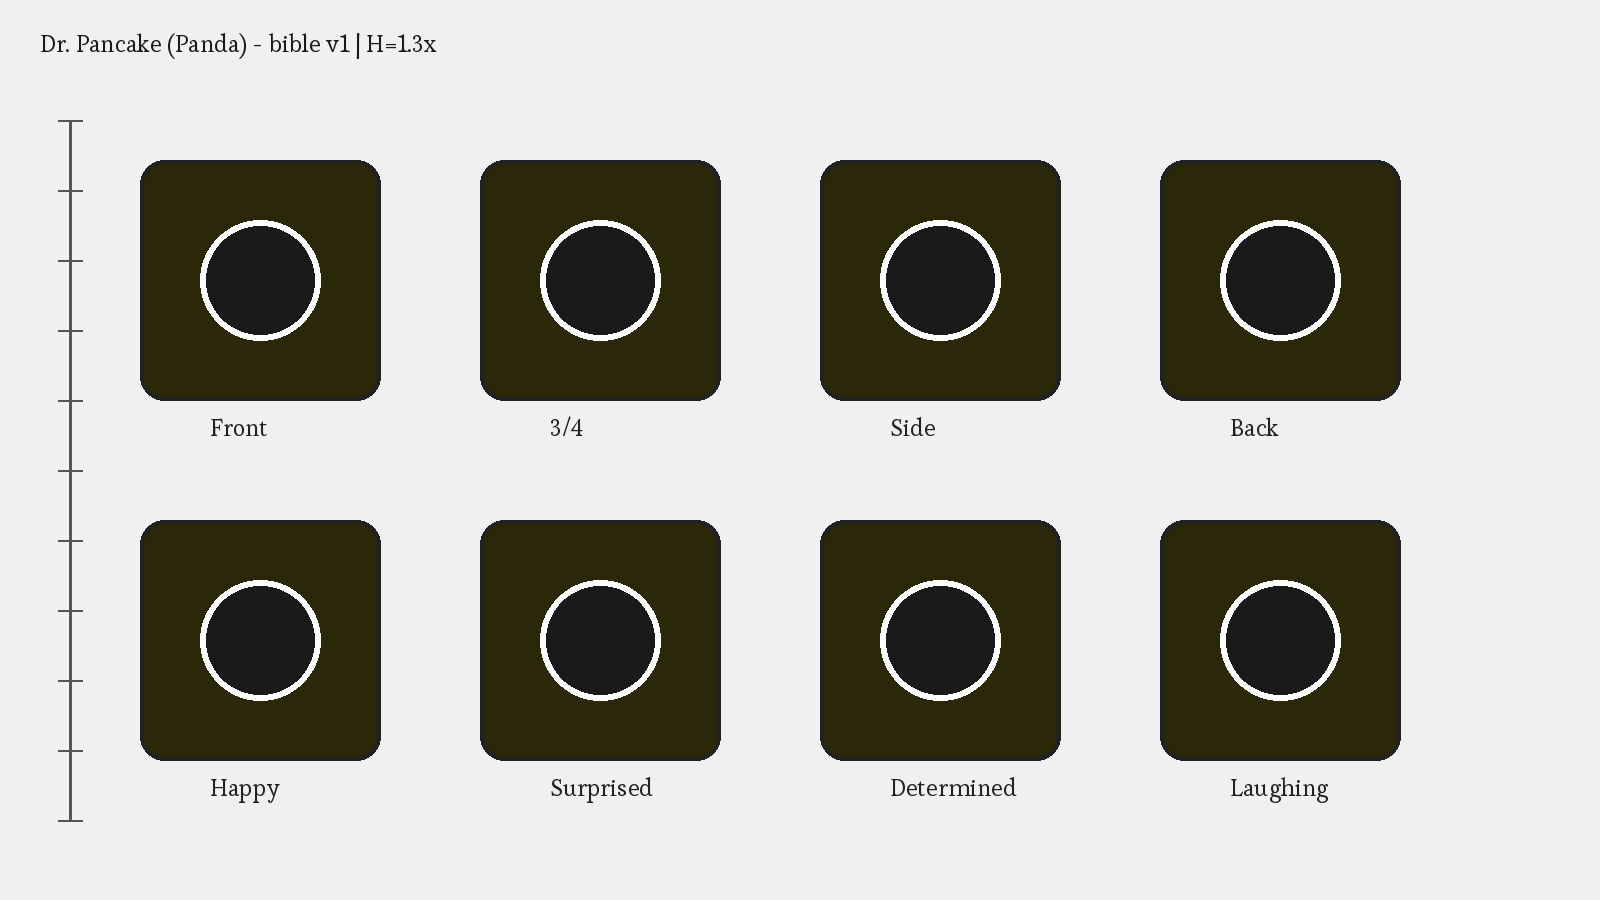 Dr. Pancake (Panda) - bible v1 | H=1.3x
Front
3/4
Side
Back
Happy
Surprised
Determined
Laughing